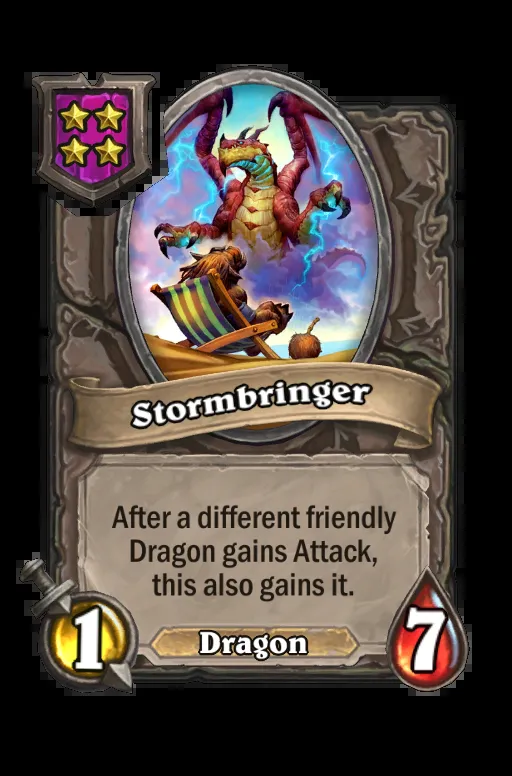 Stormbringer
After a different friendly
Dragon gains Attack,
this also gains it.
1
Dragon
7